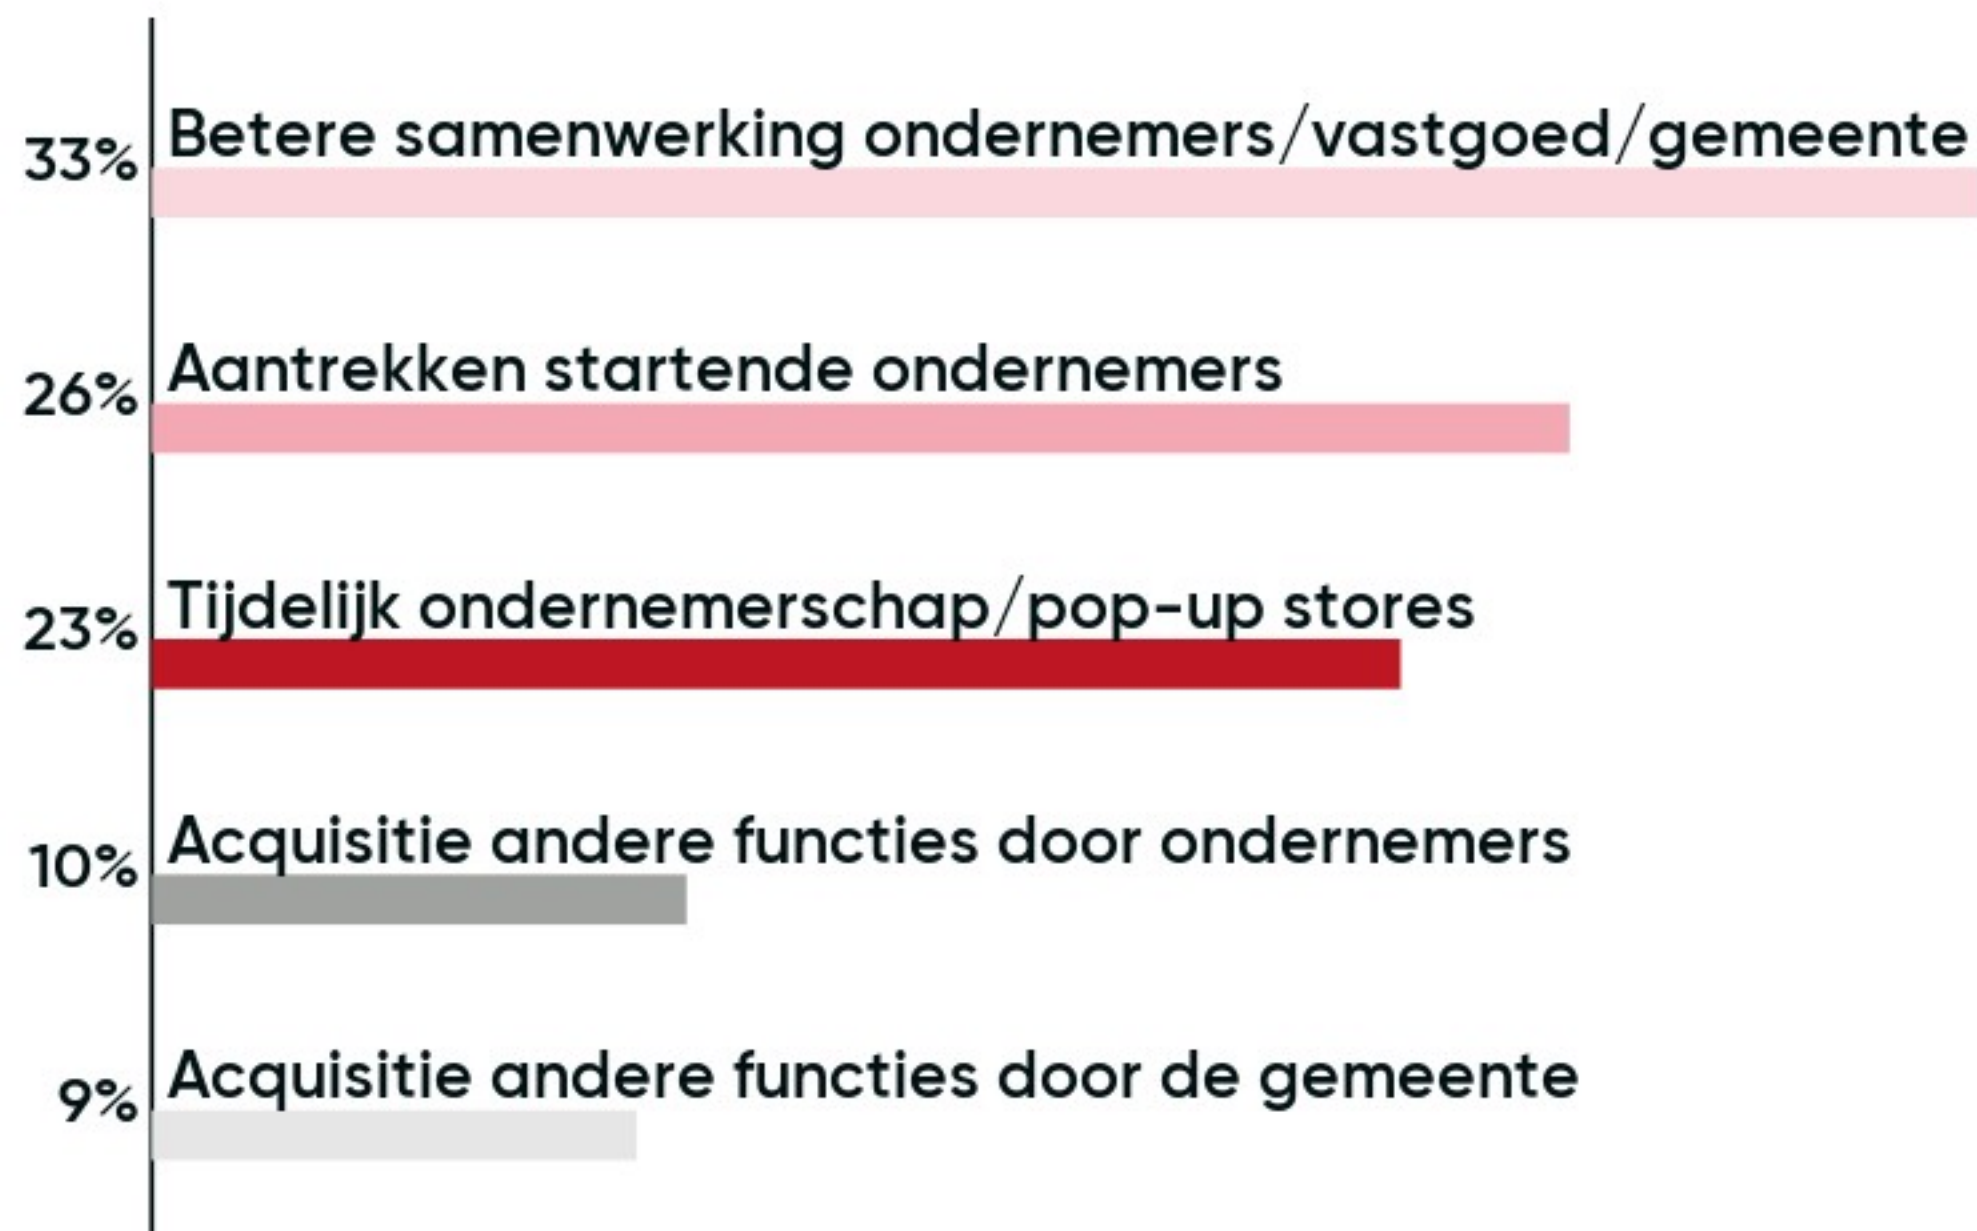 33% Betere samenwerking ondernemers/vastgoed/gemeente
26% Aantrekken startende ondernemers
23% Tijdelijk ondernemerschap/pop-up stores
10% Acquisitie andere functies door ondernemers
9% Acquisitie andere functies door de gemeente